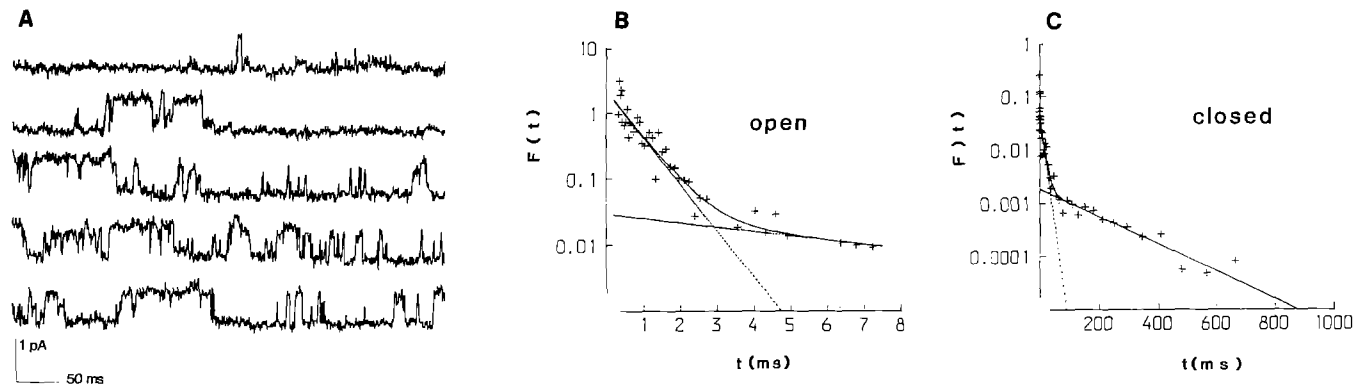 A
1 pA
50 ms
B
F(t)
10
1
0.1
0.01
open
1 2 3 4 5 6 7 8
t(ms)
C
F)t)
1
0.1
0.01
0.001
0.0001
closed
200 400 600 800 1000
t(ms)